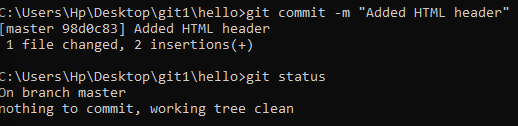 C:\Users\Hp\Desktop\git1\hello>git commit -m "Added HTML header"
[master 98d0c83] Added HTML header
 1 file changed, 2 insertions(+)
C:\Users\Hp\Desktop\git1\hello>git status
On branch master
nothing to commit, working tree clean